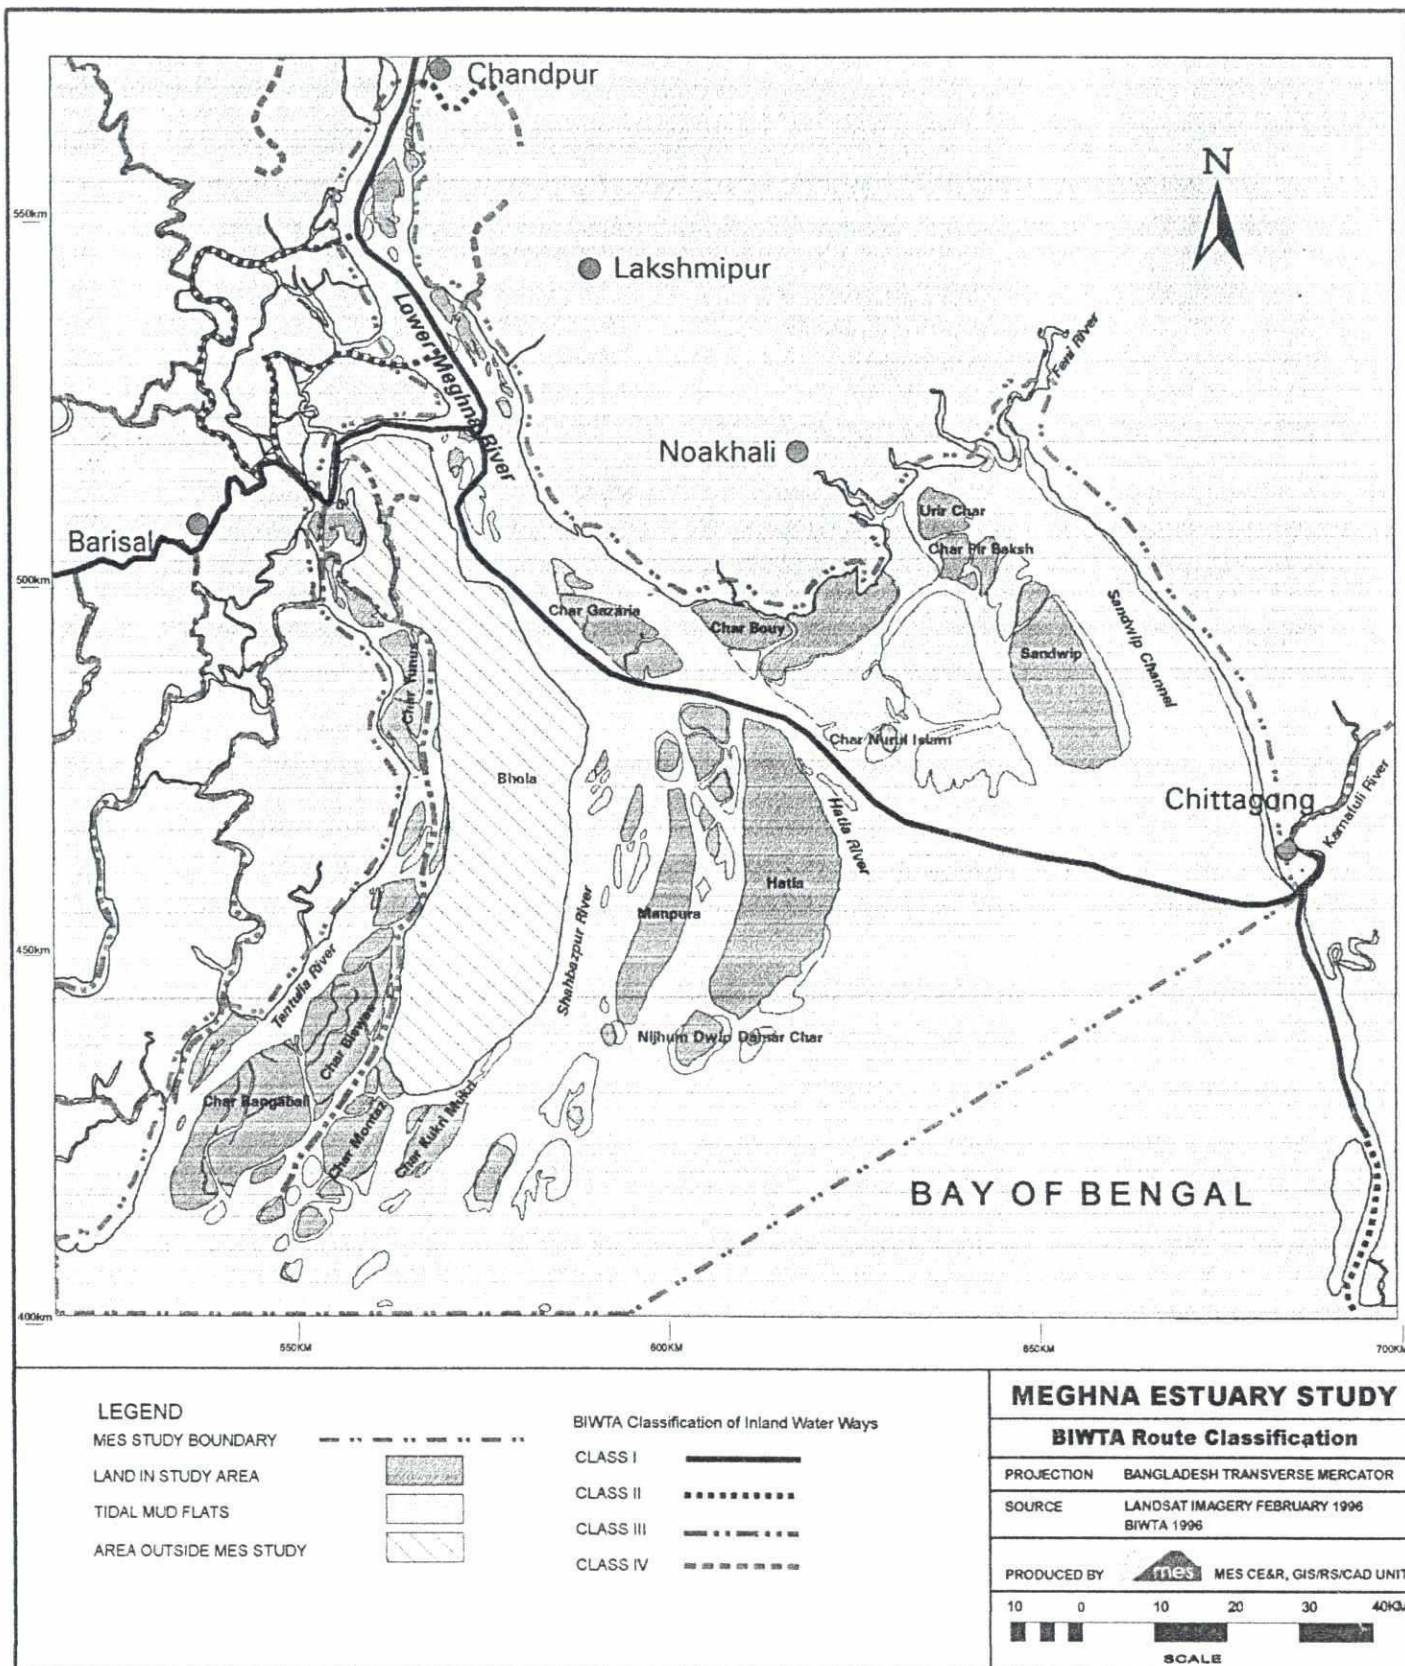 Chandpur
N
550km
Lakshmipur
Lower Meghna River
Feni River
Noakhali
Urir Char
Barisal
Char Pir Baksh
500km
Char Gazaria
Char Bouy
Sandwip
Sandwip Channel
Char Yunus
Char Nurul Islam
Bhola
Chittagong
Karnafuli River
Hatia River
Hatia
Manpura
450km
Shahbazpur River
Tentulia River
Nijhum Dwip Damar Char
Char Biswas
Char Rangabali
Char Montaz
Char Kukri Mukri
BAY OF BENGAL
400km
550KM
600KM
650KM
700KM
LEGEND
MES STUDY BOUNDARY
LAND IN STUDY AREA
TIDAL MUD FLATS
AREA OUTSIDE MES STUDY
BIWTA Classification of Inland Water Ways
CLASS I
CLASS II
CLASS III
CLASS IV
MEGHNA ESTUARY STUDY
BIWTA Route Classification
PROJECTION BANGLADESH TRANSVERSE MERCATOR
SOURCE LANDSAT IMAGERY FEBRUARY 1996
BIWTA 1996
PRODUCED BY mes MES CE&R, GIS/RS/CAD UNIT
10 0 10 20 30 40KM
SCALE